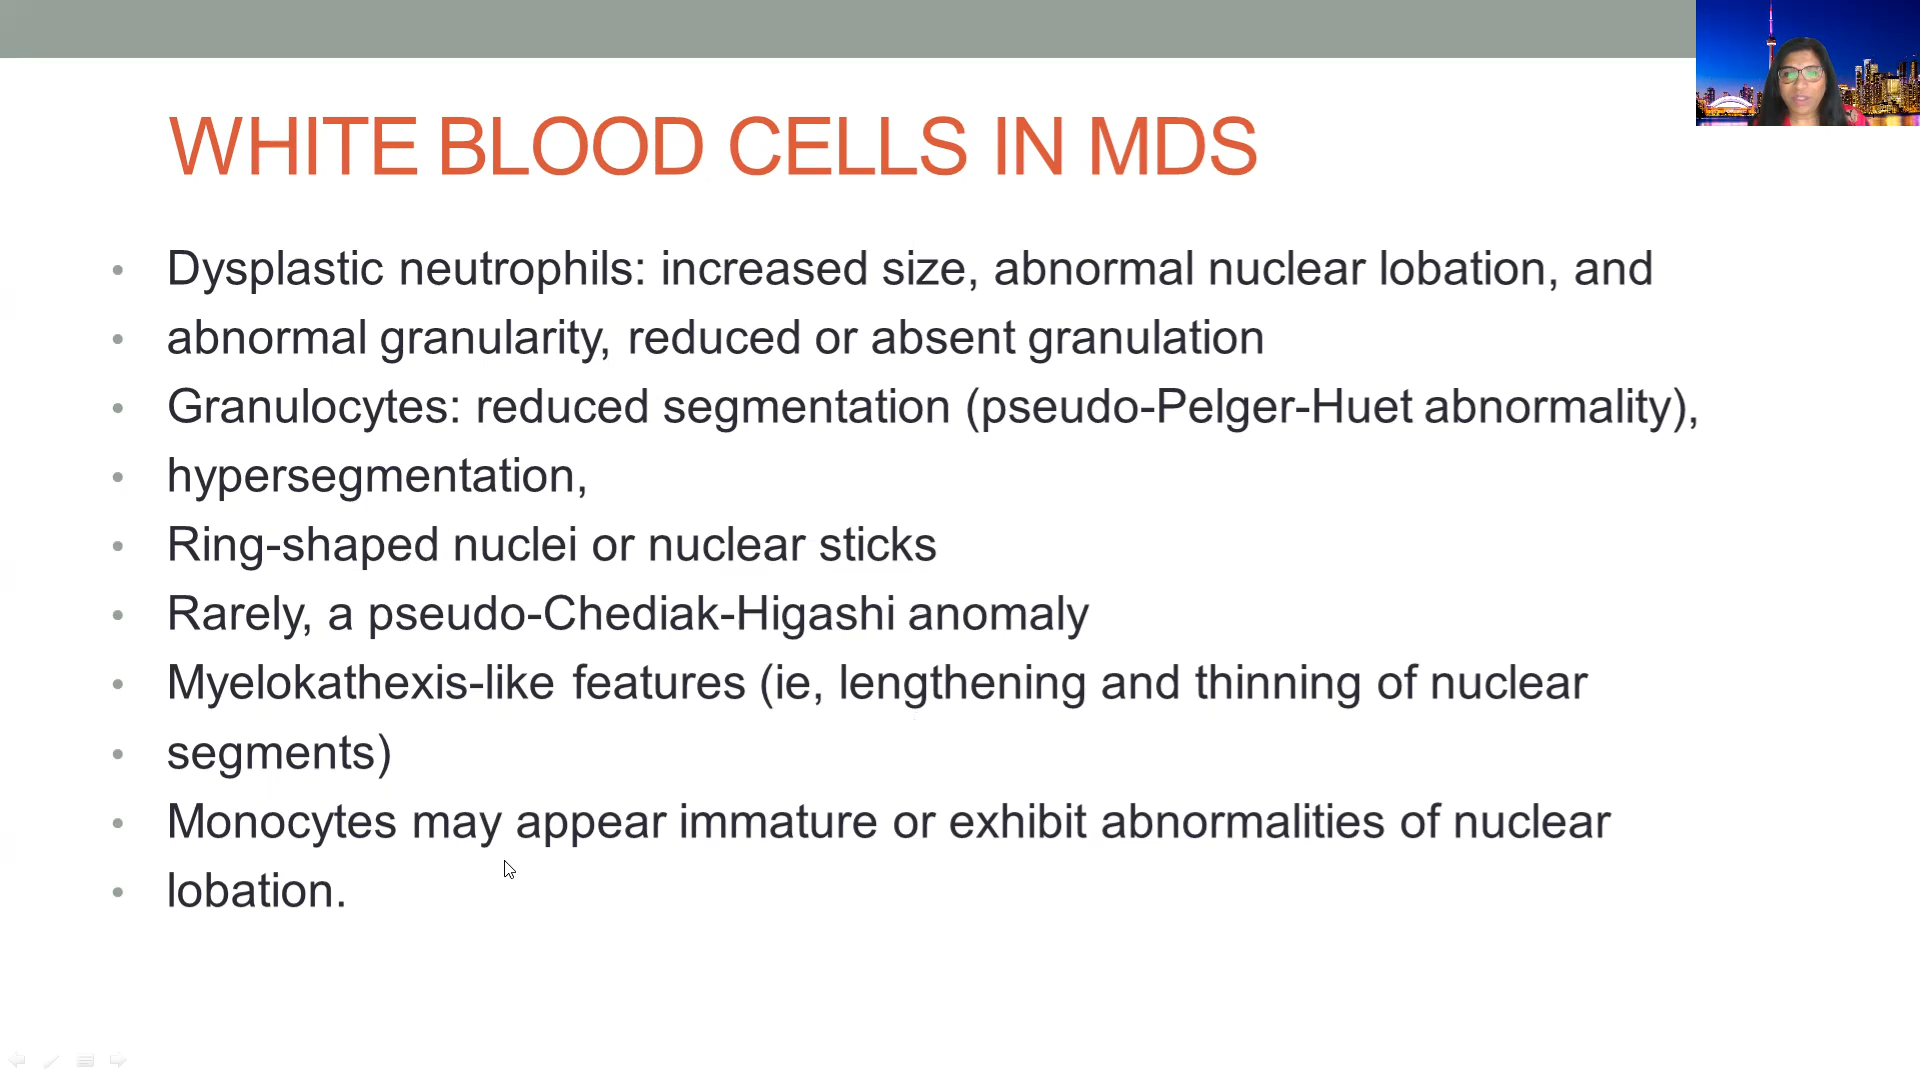 WHITE BLOOD CELLS IN MDS
• Dysplastic neutrophils: increased size, abnormal nuclear lobation, and
• abnormal granularity, reduced or absent granulation
• Granulocytes: reduced segmentation (pseudo-Pelger-Huet abnormality),
• hypersegmentation,
• Ring-shaped nuclei or nuclear sticks
• Rarely, a pseudo-Chediak-Higashi anomaly
• Myelokathexis-like features (ie, lengthening and thinning of nuclear
• segments)
• Monocytes may appear immature or exhibit abnormalities of nuclear
• lobation.